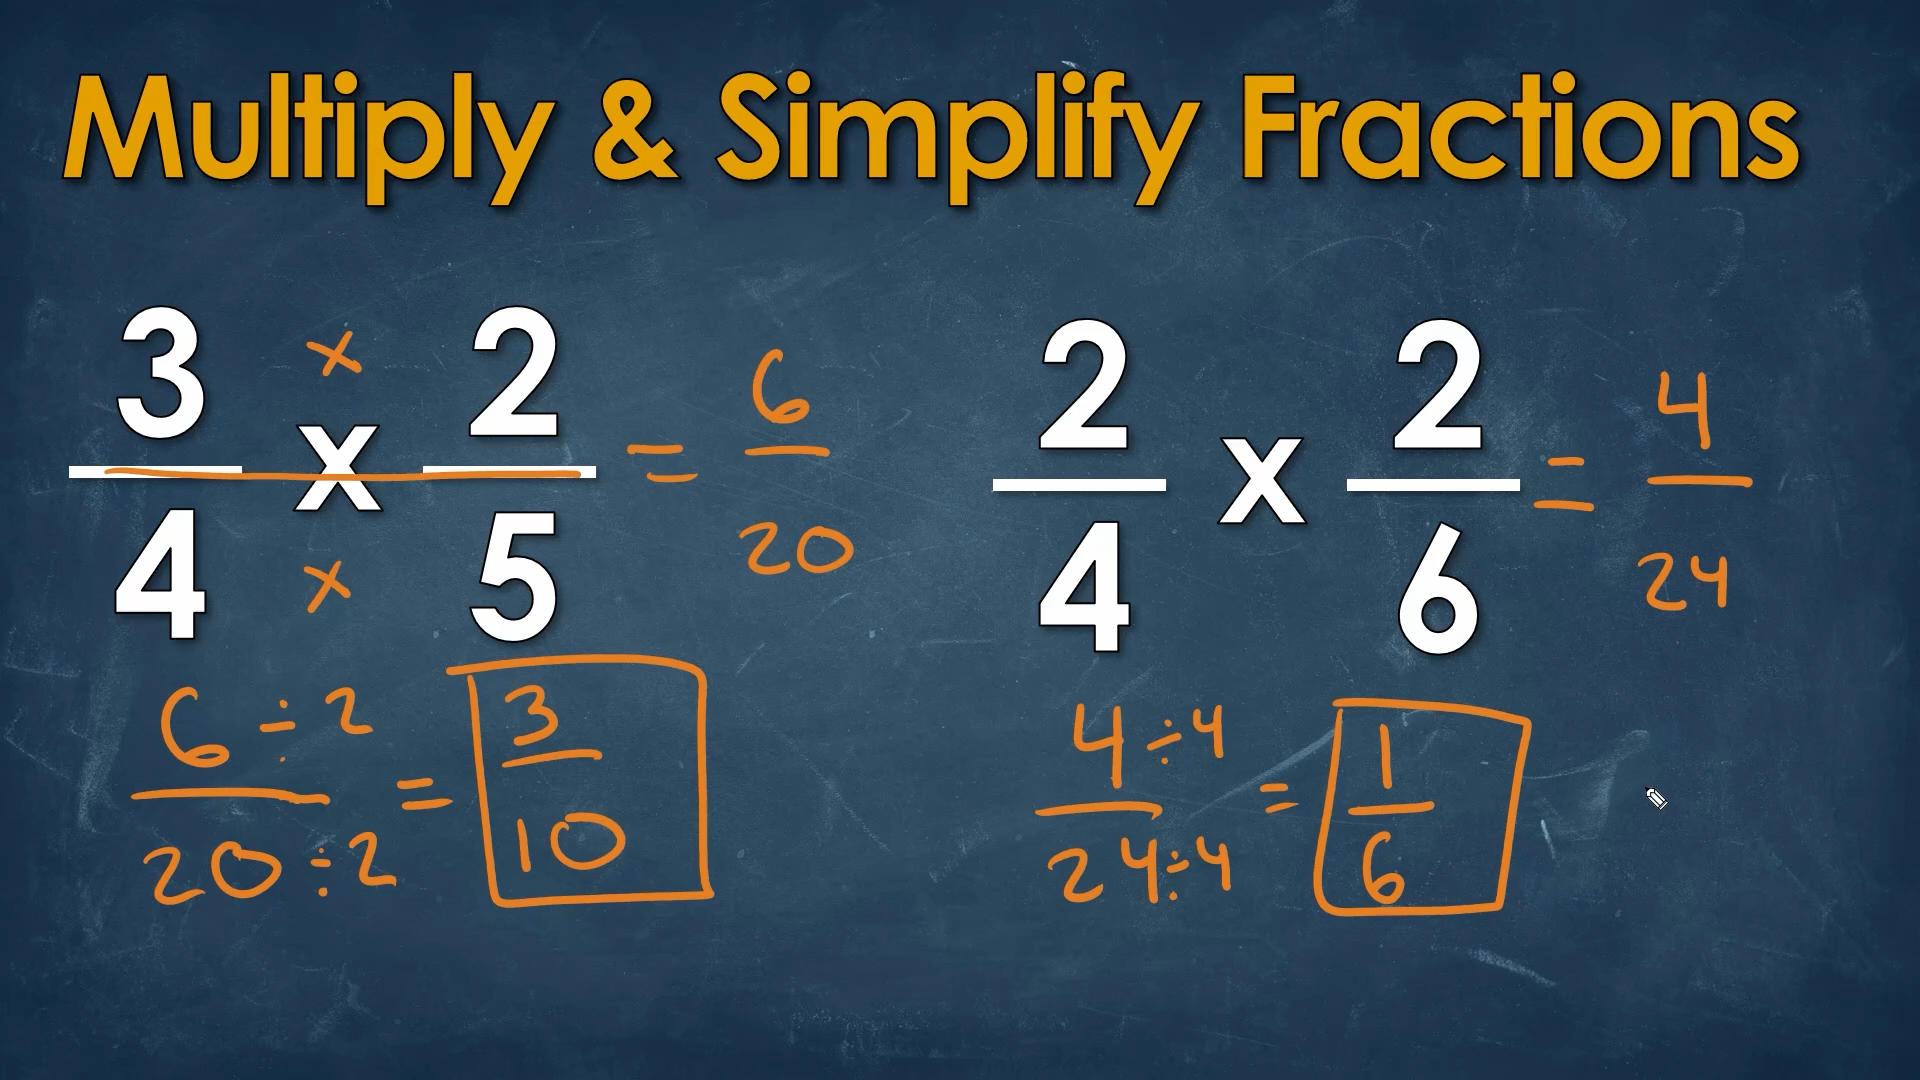 Multiply & Simplify Fractions
3 × 2 = 6
x
4 × 5 20
6 ÷ 2 = 3
20 ÷ 2 10
2 x 2 = 4
4 6 24
4 ÷ 4 = 1
24 ÷ 4 6